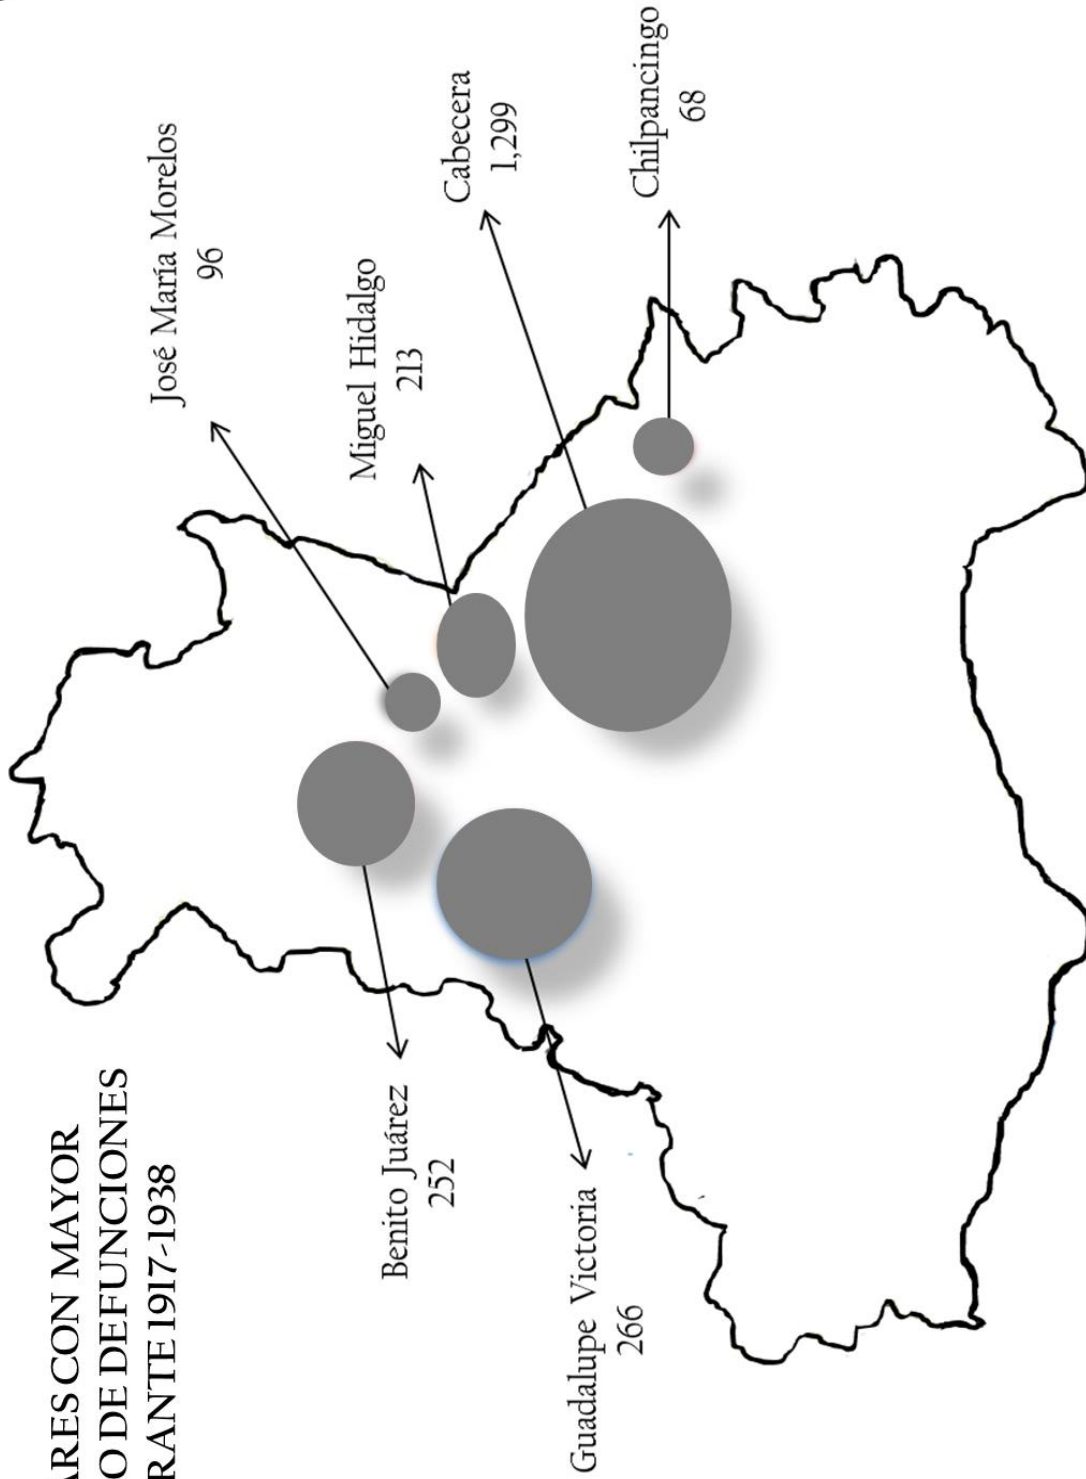 ARES CON MAYOR
O DE DEFUNCIONES
RANTE 1917-1938
José María Morelos
96
Miguel Hidalgo
213
Benito Juárez
252
Cabecera
1,299
Guadalupe Victoria
266
Chilpancingo
68